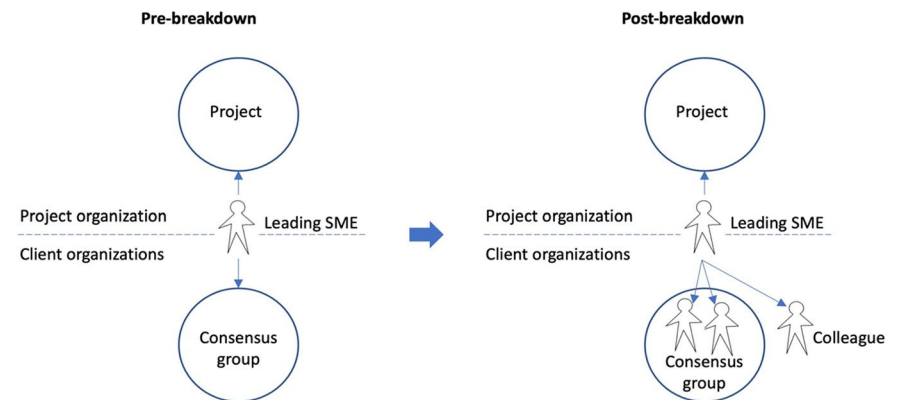 Pre-breakdown
Project
Project organization
Leading SME
Client organizations
Consensus
group
Post-breakdown
Project
Project organization
Leading SME
Client organizations
Colleague
Consensus
group